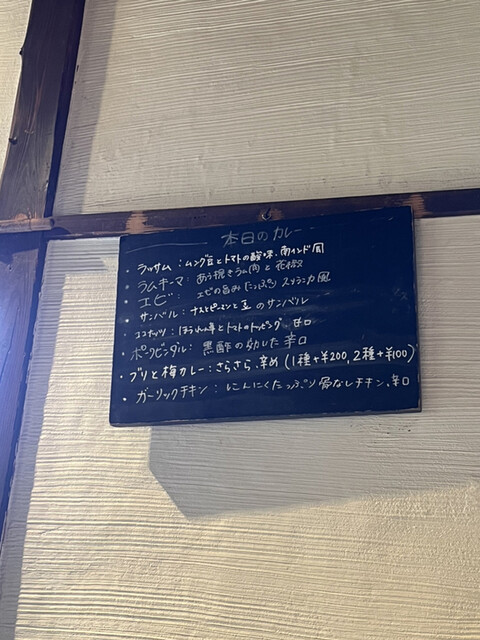 本日のカレー
・ラッサム：ムング豆とトマトの酸味、南インド風
・ラムキーマ：あら挽きラム肉と花椒
・エビ：エビの旨みたっぷりスリランカ風
・サンバル：ナスとピーマンと豆のサンバル
・ココナッツ：ほうれん草とトマトのトッピング 甘口
・ポークビンダル：黒酢の効いた辛口
・ブリと梅カレー：さらさら、辛め（1種+¥200、2種+¥100）
・ガーリックチキン：にんにくたっぷり骨なしチキン、辛口